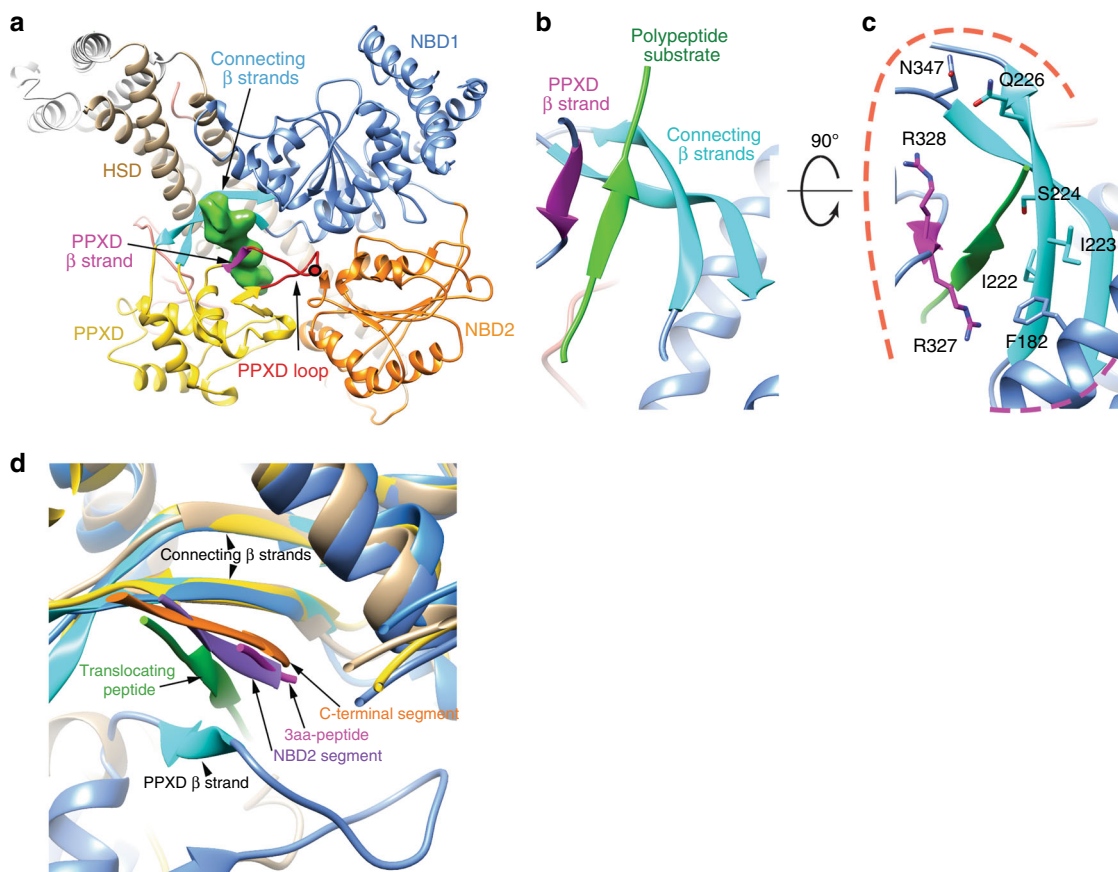 a
Connecting
β strands
NBD1
HSD
PPXD
β strand
PPXD
NBD2
PPXD loop
b
Polypeptide
substrate
PPXD
β strand
Connecting
β strands
90°
c
N347
Q226
R328
S224
I223
I222
R327
F182
d
Connecting β strands
Translocating
peptide
C-terminal segment
3aa-peptide
NBD2 segment
PPXD β strand